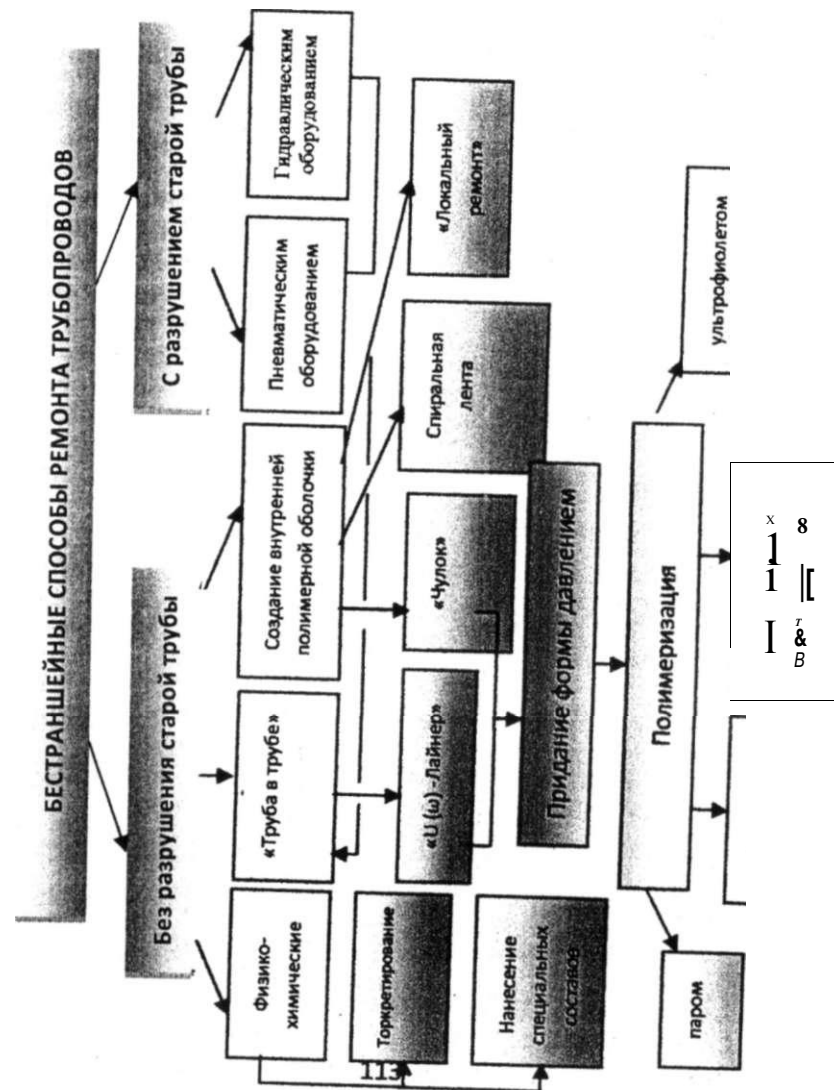 БЕСТРАНШЕЙНЫЕ СПОСОБЫ РЕМОНТА ТРУБОПРОВОДОВ
Без разрушения старой трубы
С разрушением старой трубы
Физико-
химические
«Труба в трубе»
Создание внутренней
полимерной оболочки
Пневматическим
оборудованием
Гидравлическим
оборудованием
Торкретирование
«U (ω) -Лайнер»
«Чулок»
Спиральная
лента
«Локальный
ремонт»
Нанесение
специальных
составов
Придание формы давлением
Полимеризация
паром
ультрофиолетом
113